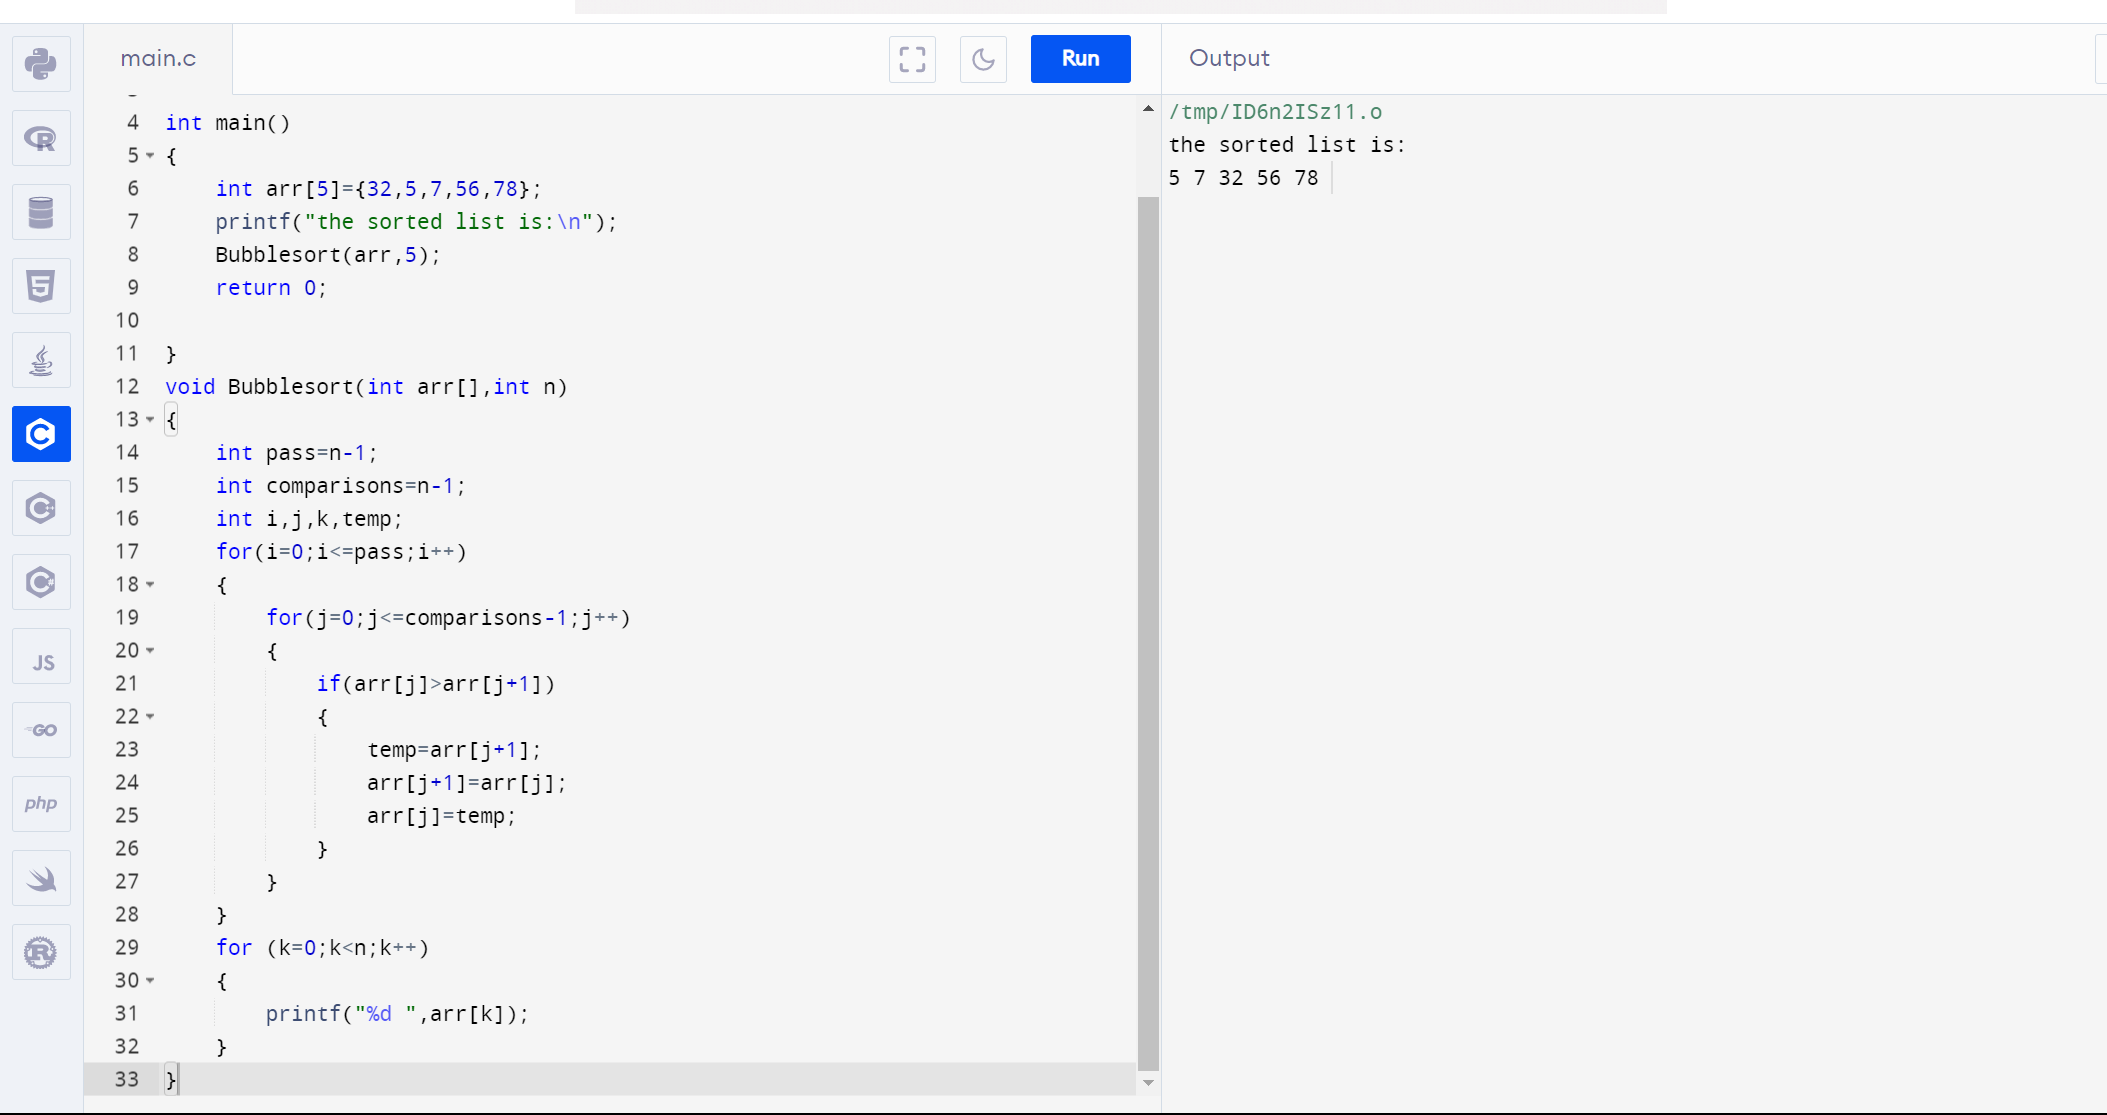 main.c
Run
Output
4 int main()
5 {
6 int arr[5]={32,5,7,56,78};
7 printf("the sorted list is:\n");
8 Bubblesort(arr,5);
9 return 0;
10
11 }
12 void Bubblesort(int arr[],int n)
13 {
14 int pass=n-1;
15 int comparisons=n-1;
16 int i,j,k,temp;
17 for(i=0;i<=pass;i++)
18 {
19 for(j=0;j<=comparisons-1;j++)
20 {
21 if(arr[j]>arr[j+1])
22 {
23 temp=arr[j+1];
24 arr[j+1]=arr[j];
25 arr[j]=temp;
26 }
27 }
28 }
29 for (k=0;k<n;k++)
30 {
31 printf("%d ",arr[k]);
32 }
33 }
/tmp/ID6n2ISz11.o
the sorted list is:
5 7 32 56 78
R
5
C
C
C
JS
GO
php
R